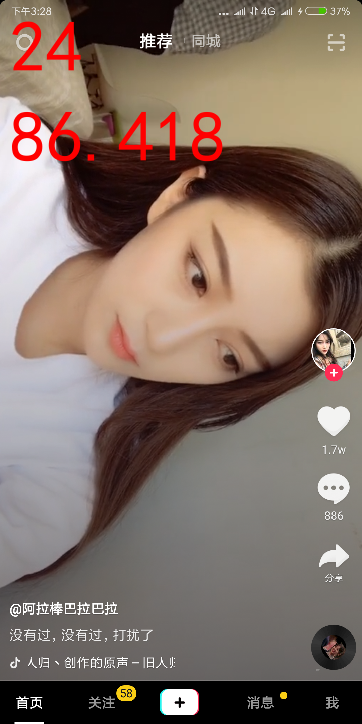 下午3:28
4G
37%
24
推荐
同城
86.418
1.7w
886
分享
@阿拉棒巴拉巴拉
没有过，没有过，打扰了
人归、创作的原声 - 旧人归
首页
关注
58
消息
我